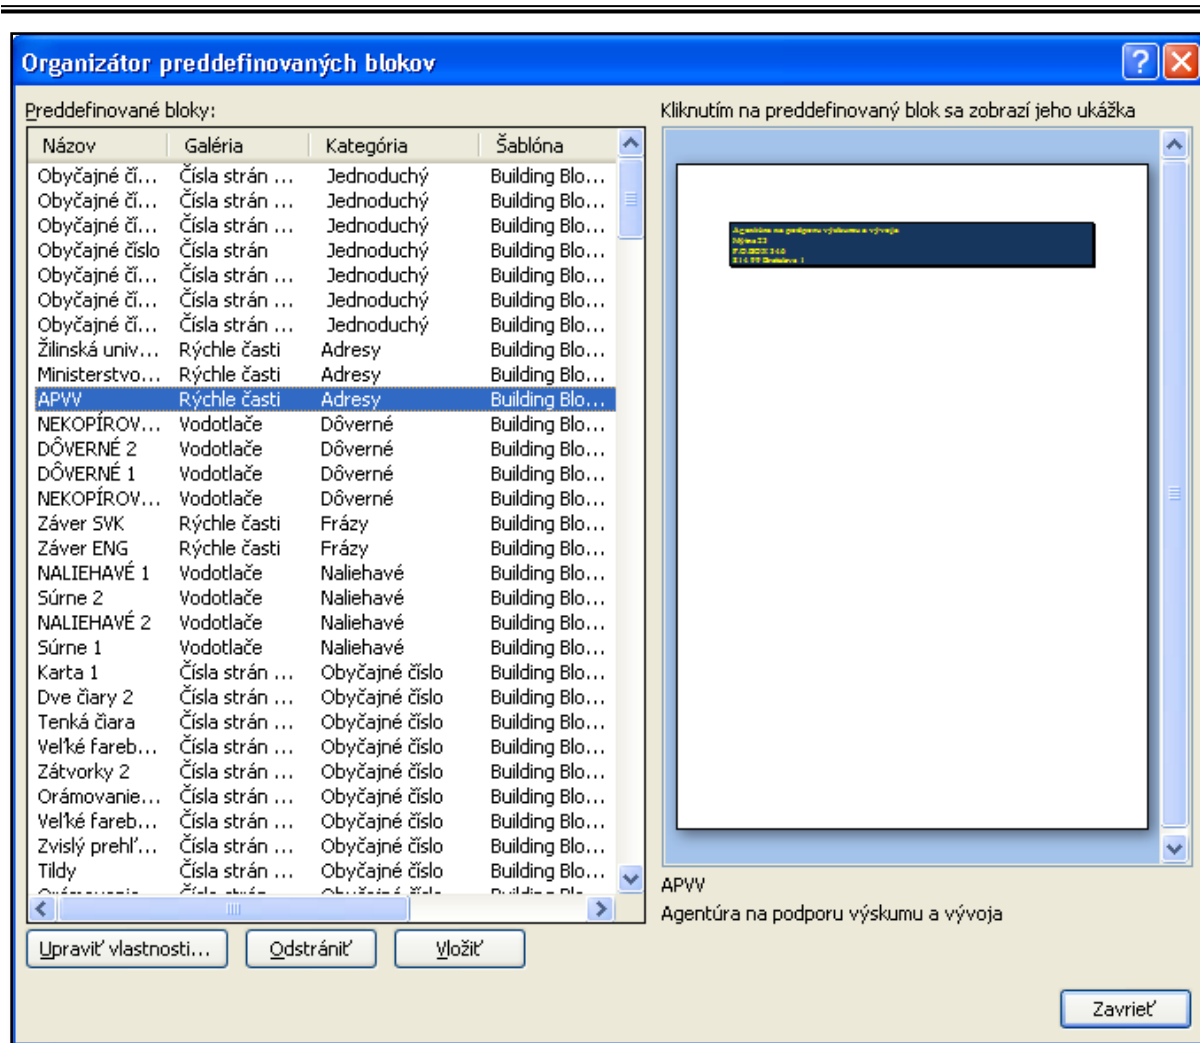 Organizátor preddefinovaných blokov
Preddefinované bloky:
Kliknutím na preddefinovaný blok sa zobrazí jeho ukážka
Názov Galéria Kategória Šablóna
Obyčajné čí... Čísla strán ... Jednoduchý Building Blo...
Obyčajné čí... Čísla strán ... Jednoduchý Building Blo...
Obyčajné čí... Čísla strán ... Jednoduchý Building Blo...
Obyčajné číslo Čísla strán Jednoduchý Building Blo...
Obyčajné čí... Čísla strán ... Jednoduchý Building Blo...
Obyčajné čí... Čísla strán ... Jednoduchý Building Blo...
Obyčajné čí... Čísla strán ... Jednoduchý Building Blo...
Žilinská univ... Rýchle časti Adresy Building Blo...
Ministerstvo... Rýchle časti Adresy Building Blo...
APVV Rýchle časti Adresy Building Blo...
NEKOPÍROV... Vodotlače Dôverné Building Blo...
DÔVERNÉ 2 Vodotlače Dôverné Building Blo...
DÔVERNÉ 1 Vodotlače Dôverné Building Blo...
NEKOPÍROV... Vodotlače Dôverné Building Blo...
Záver SVK Rýchle časti Frázy Building Blo...
Záver ENG Rýchle časti Frázy Building Blo...
NALIEHAVÉ 1 Vodotlače Naliehavé Building Blo...
Súrne 2 Vodotlače Naliehavé Building Blo...
NALIEHAVÉ 2 Vodotlače Naliehavé Building Blo...
Súrne 1 Vodotlače Naliehavé Building Blo...
Karta 1 Čísla strán ... Obyčajné číslo Building Blo...
Dve čiary 2 Čísla strán ... Obyčajné číslo Building Blo...
Tenká čiara Čísla strán ... Obyčajné číslo Building Blo...
Veľké fareb... Čísla strán ... Obyčajné číslo Building Blo...
Zátvorky 2 Čísla strán ... Obyčajné číslo Building Blo...
Orámovanie... Čísla strán ... Obyčajné číslo Building Blo...
Veľké fareb... Čísla strán ... Obyčajné číslo Building Blo...
Zvislý prehľ... Čísla strán ... Obyčajné číslo Building Blo...
Tildy Čísla strán ... Obyčajné číslo Building Blo...
Agentúra na podporu výskumu a vývoja
P.O.BOX 346
Bratislava 1
APVV
Agentúra na podporu výskumu a vývoja
Upraviť vlastnosti... Odstrániť Vložiť
Zavrieť